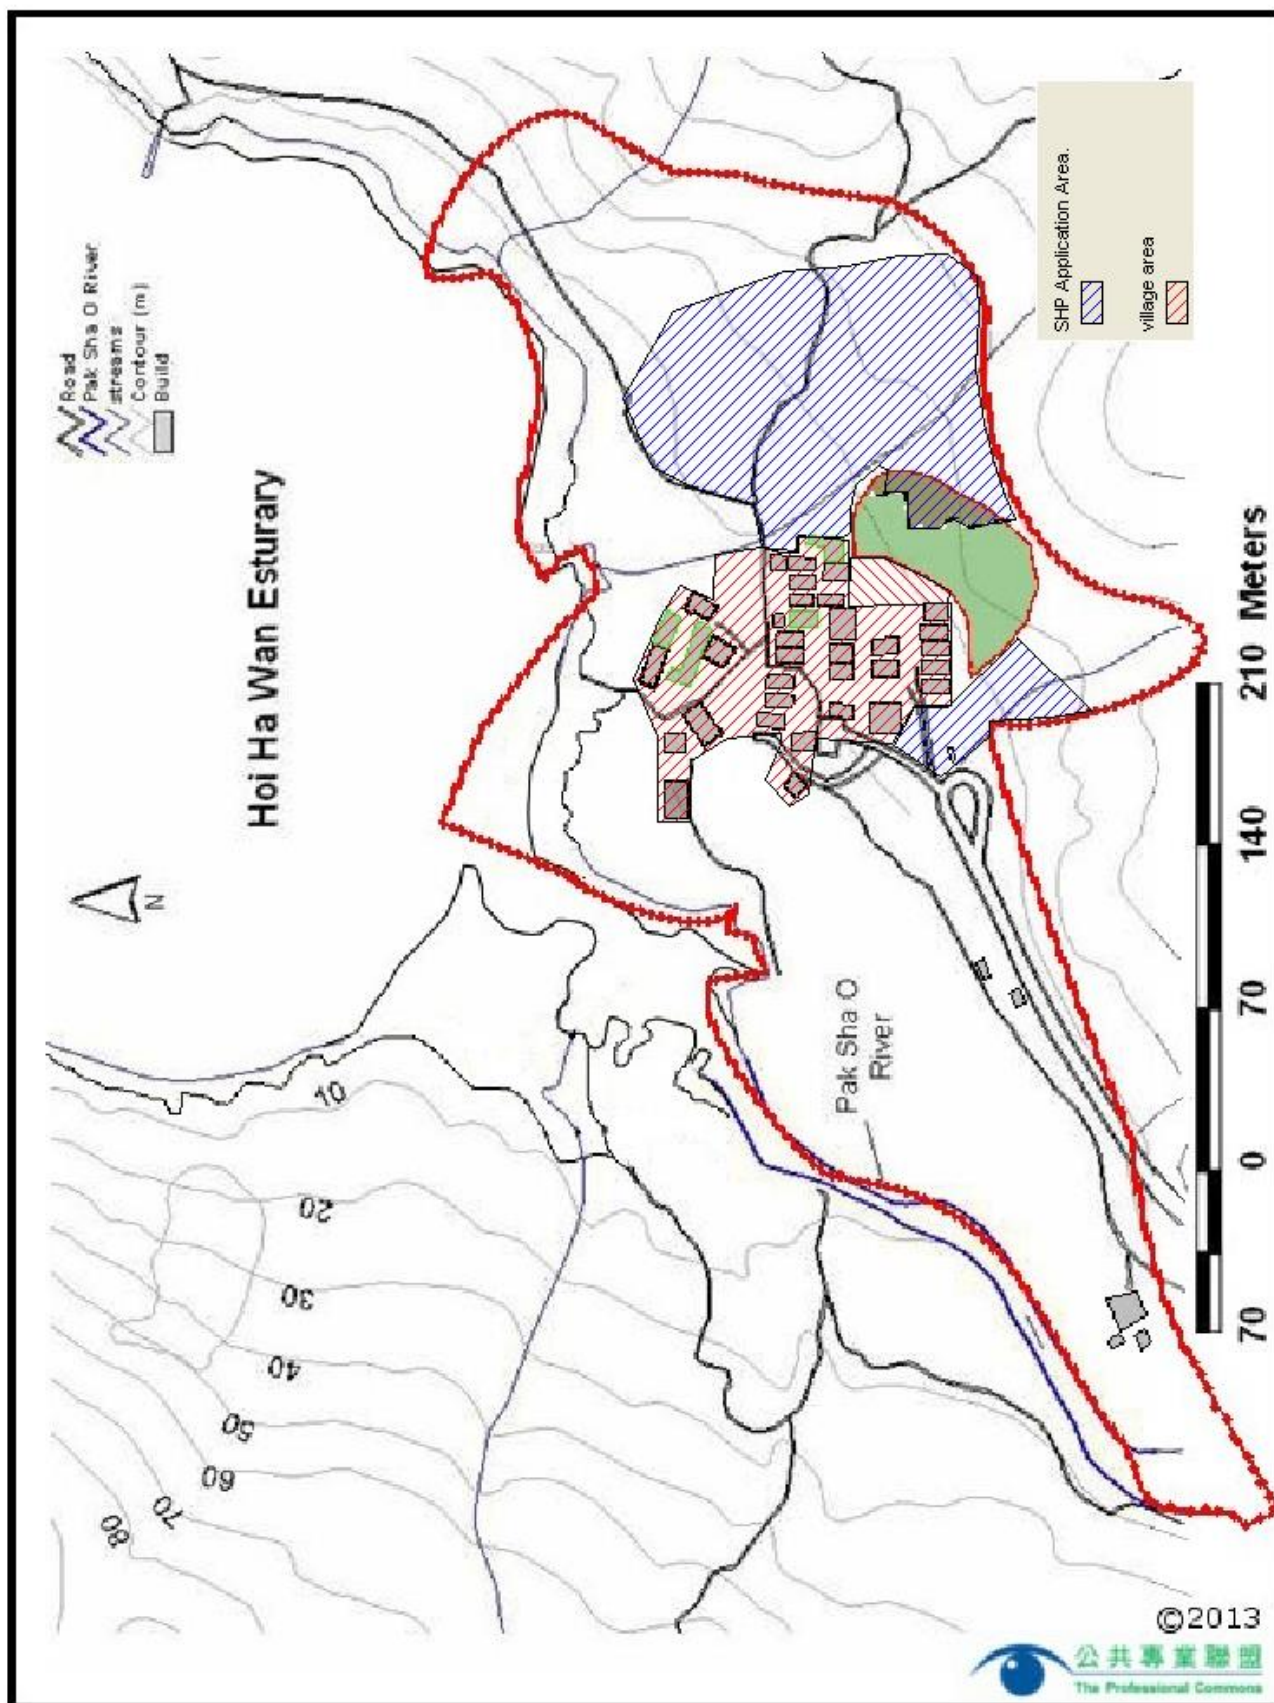 Road
Pak Sha O River
streams
Contour (m)
Build
Hoi Ha Wan Esturary
N
SHP Application Area.
village area
Pak Sha O
River
10
20
30
40
50
60
70
80
70 0 70 140 210 Meters
©2013
公共專業聯盟
The Professional Commons